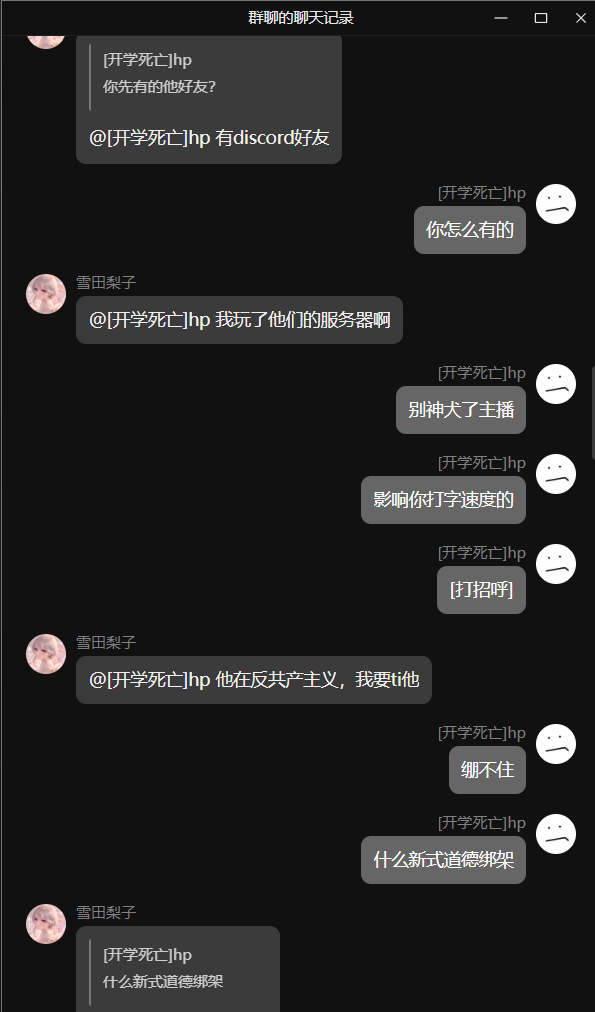 群聊的聊天记录
[开学死亡]hp
你先有的他好友?
@[开学死亡]hp 有discord好友
[开学死亡]hp
你怎么有的
雪田梨子
@[开学死亡]hp 我玩了他们的服务器啊
[开学死亡]hp
别神犬了主播
[开学死亡]hp
影响你打字速度的
[开学死亡]hp
[打招呼]
雪田梨子
@[开学死亡]hp 他在反共产主义，我要ti他
[开学死亡]hp
绷不住
[开学死亡]hp
什么新式道德绑架
雪田梨子
[开学死亡]hp
什么新式道德绑架